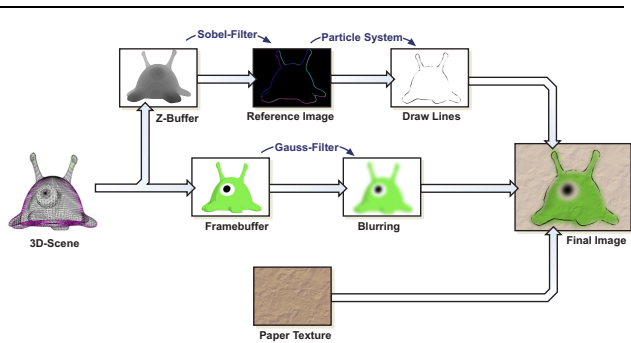 Sobel-Filter
Particle System
Z-Buffer
Reference Image
Draw Lines
Gauss-Filter
3D-Scene
Framebuffer
Blurring
Final Image
Paper Texture